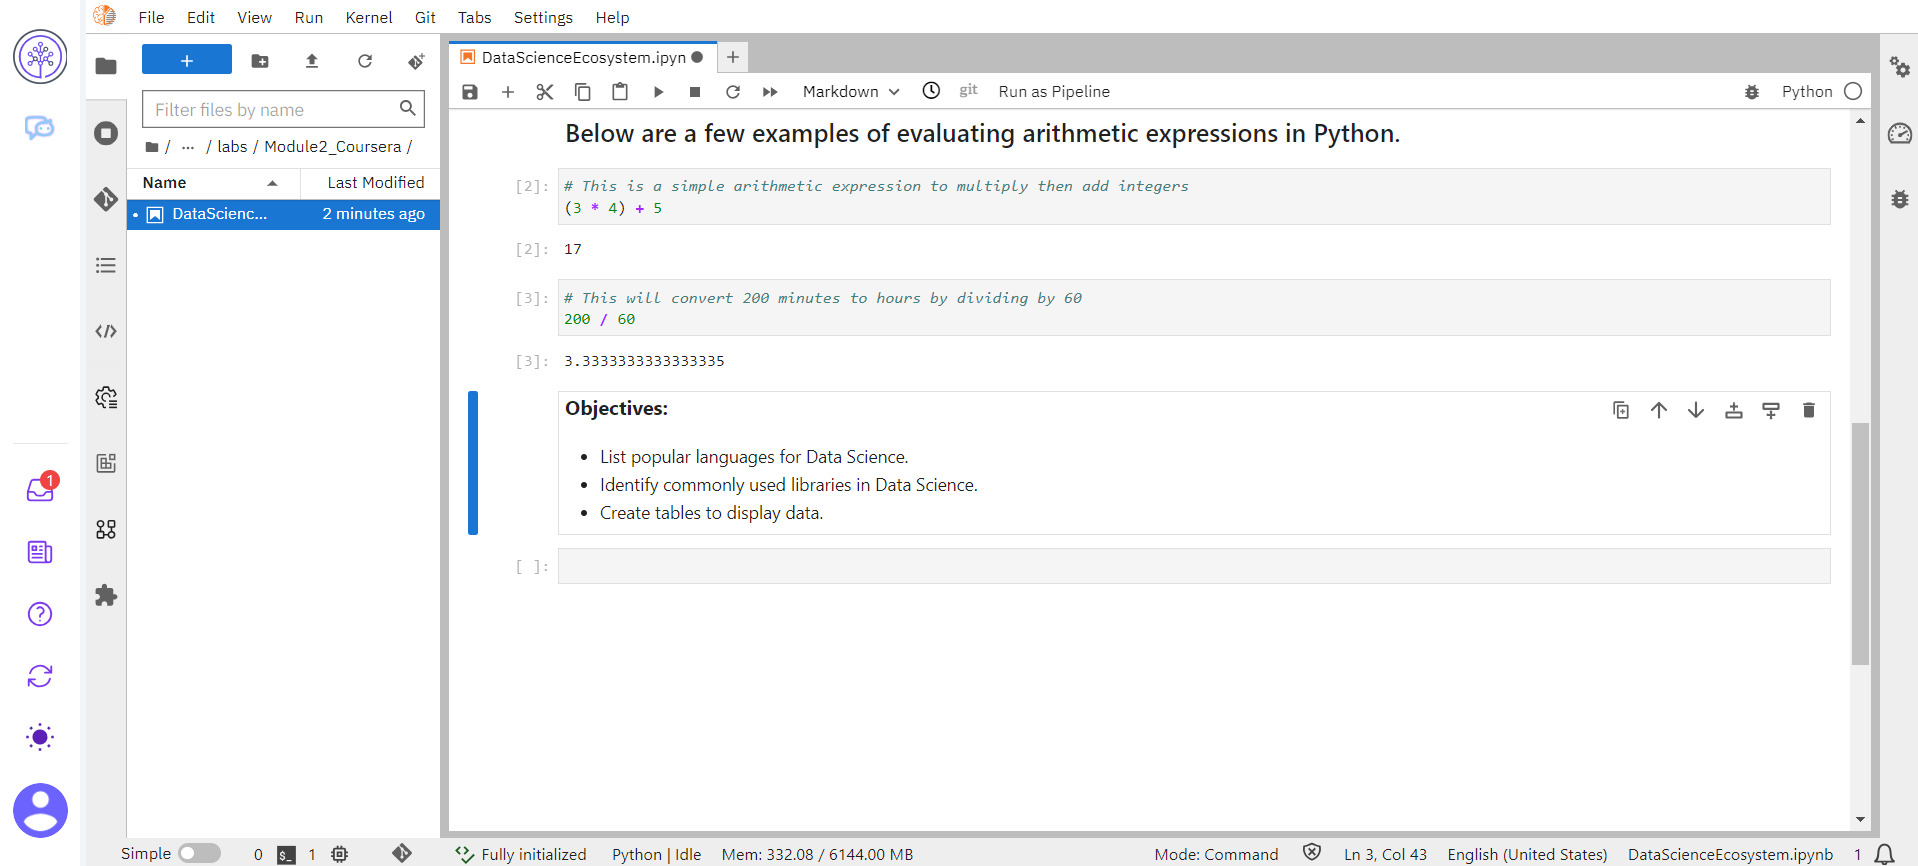 File Edit View Run Kernel Git Tabs Settings Help
+
Filter files by name
/ ... / labs / Module2_Coursera /
Name Last Modified
DataScienc... 2 minutes ago
DataScienceEcosystem.ipyn
+
Markdown
git
Run as Pipeline
Python
Below are a few examples of evaluating arithmetic expressions in Python.
[2]: # This is a simple arithmetic expression to multiply then add integers
(3 * 4) + 5
[2]: 17
[3]: # This will convert 200 minutes to hours by dividing by 60
200 / 60
[3]: 3.3333333333333335
Objectives:
• List popular languages for Data Science.
• Identify commonly used libraries in Data Science.
• Create tables to display data.
[ ]:
1
Simple 0 $_ 1 Fully initialized Python | Idle Mem: 332.08 / 6144.00 MB Mode: Command Ln 3, Col 43 English (United States) DataScienceEcosystem.ipynb 1